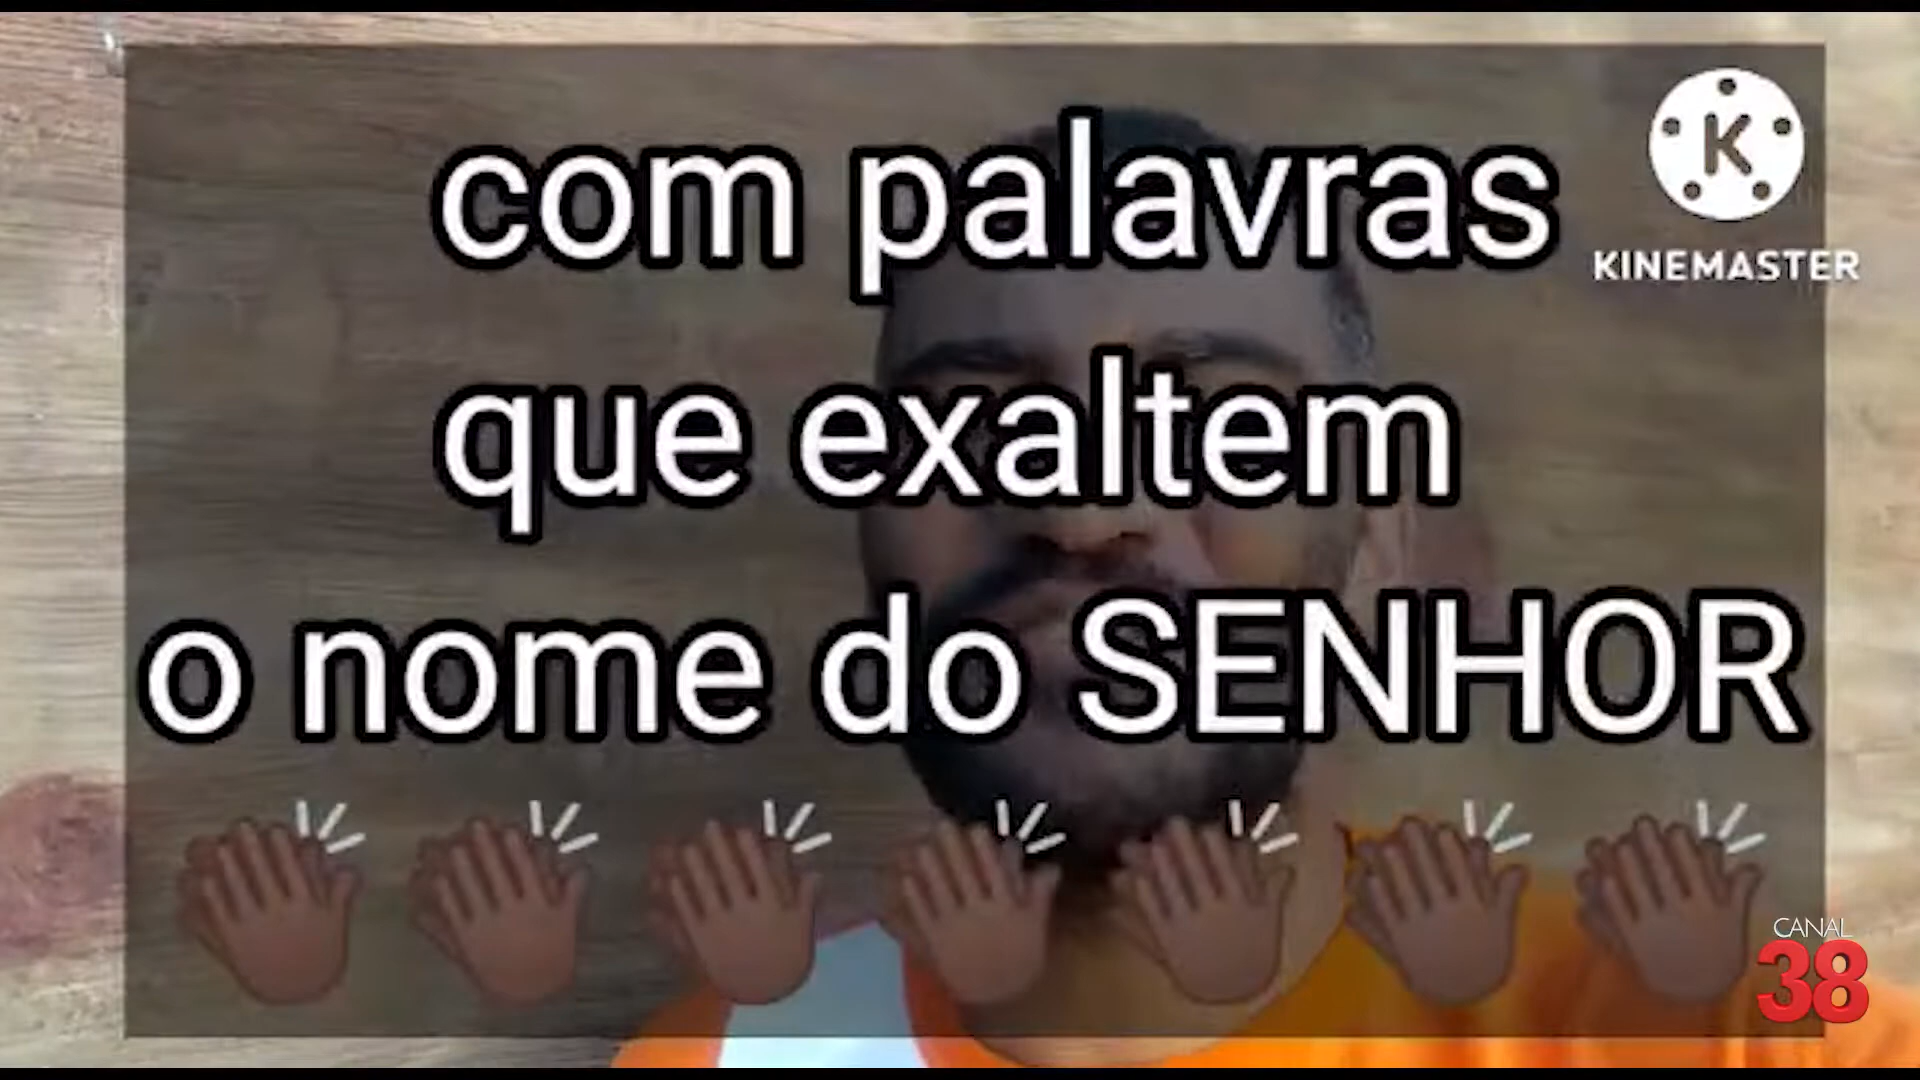 com palavras
KINEMASTER
que exaltem
o nome do SENHOR
CANAL
38